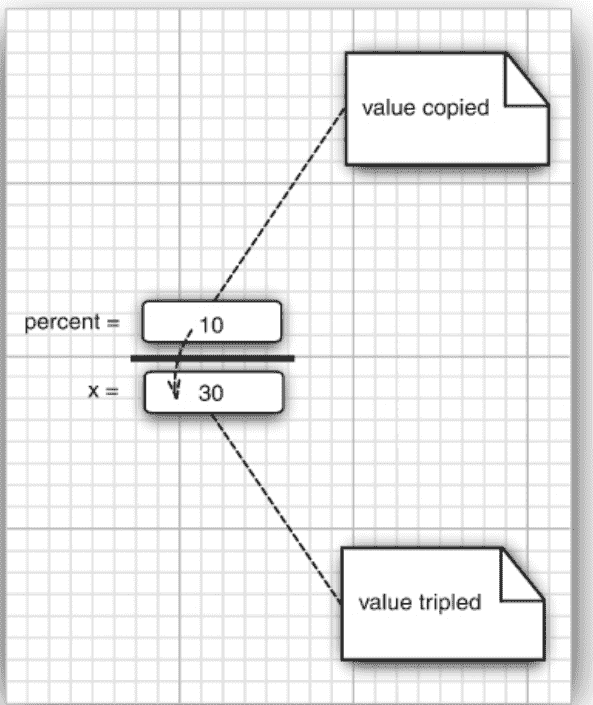 value copied
percent = 10
x = 30
value tripled